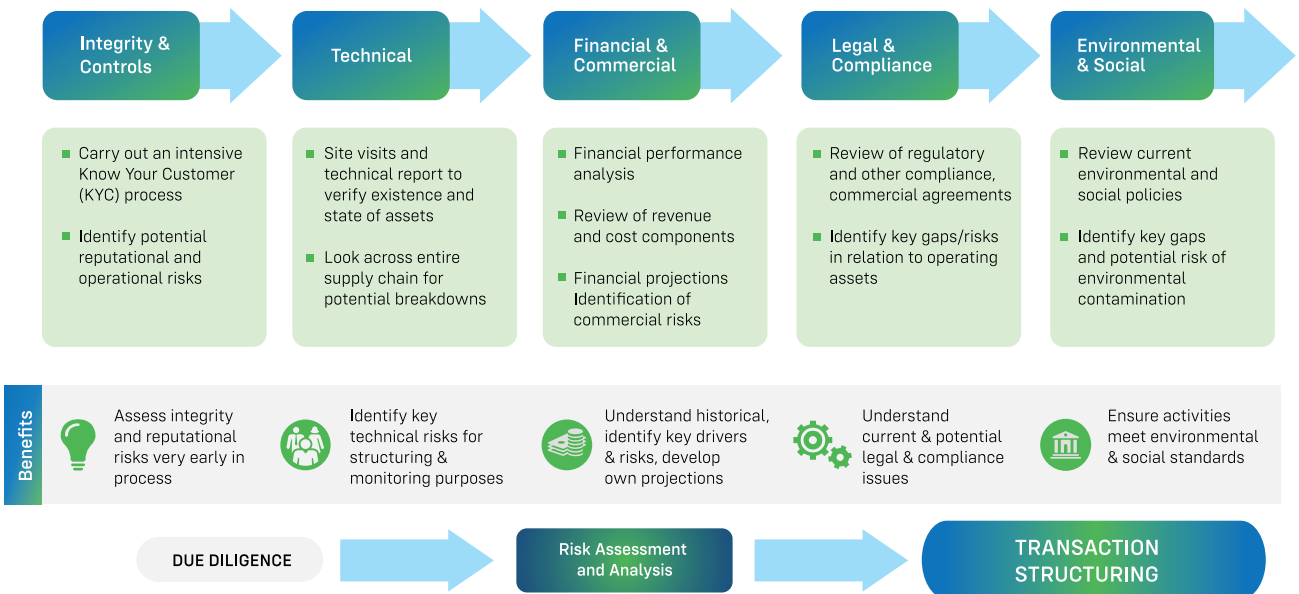 Integrity &
Controls
Technical
Financial &
Commercial
Legal &
Compliance
Environmental
& Social
Carry out an intensive
Know Your Customer
(KYC) process
Identify potential
reputational and
operational risks
Site visits and
technical report to
verify existence and
state of assets
Look across entire
supply chain for
potential breakdowns
Financial performance
analysis
Review of revenue
and cost components
Financial projections
Identification of
commercial risks
Review of regulatory
and other compliance,
commercial agreements
Identify key gaps/risks
in relation to operating
assets
Review current
environmental and
social policies
Identify key gaps
and potential risk of
environmental
contamination
Benefits
Assess integrity
and reputational
risks very early in
process
Identify key
technical risks for
structuring &
monitoring purposes
Understand historical,
identify key drivers
& risks, develop
own projections
Understand
current & potential
legal & compliance
issues
Ensure activities
meet environmental
& social standards
DUE DILIGENCE
Risk Assessment
and Analysis
TRANSACTION
STRUCTURING